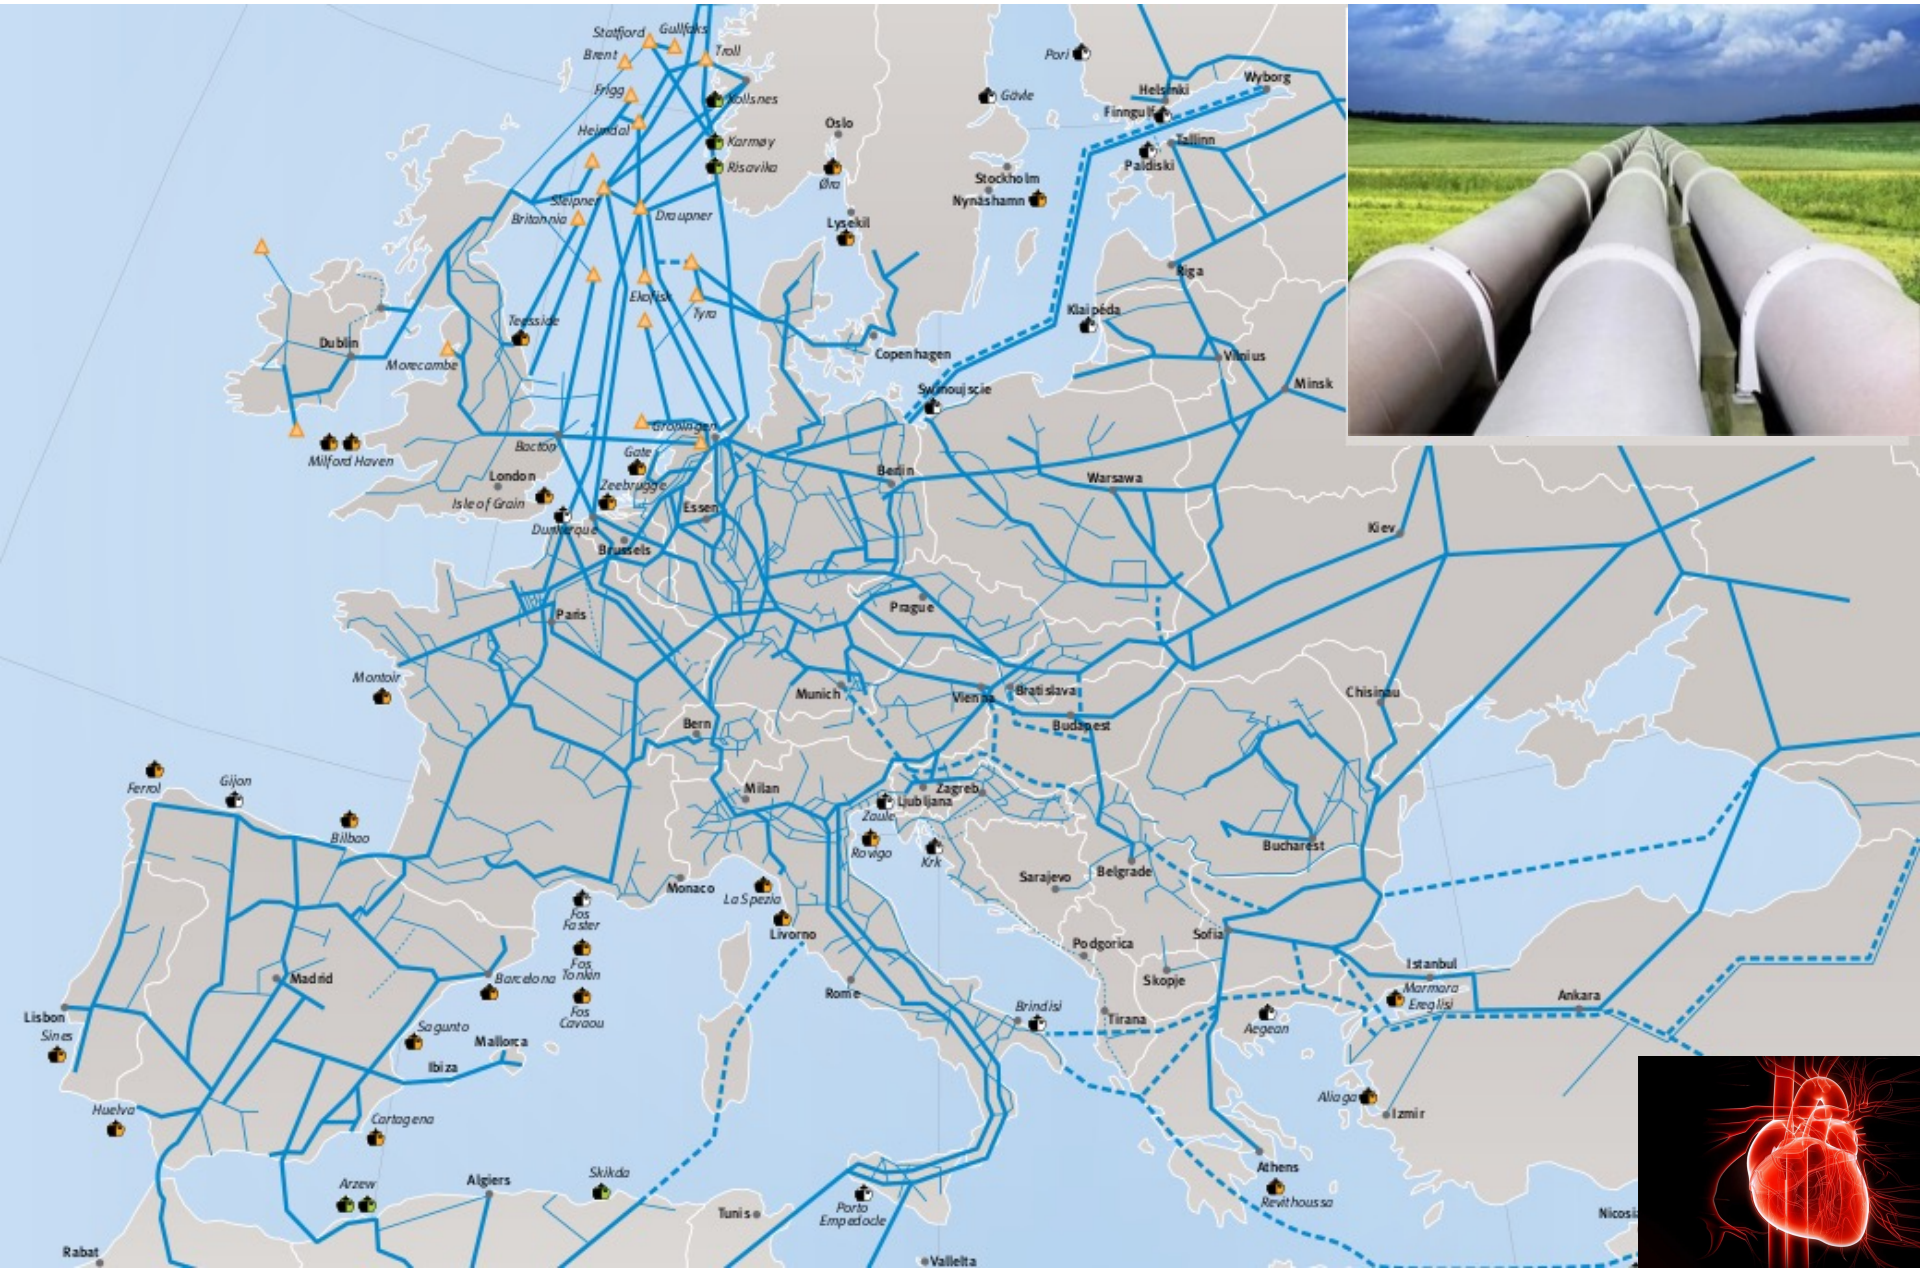 Statfjord
Gullfaks
Brent
Troll
Pori
Frigg
Kollsnes
Gävle
Helsinki
Wyborg
Finngulf
Heimdal
Oslo
Karmøy
Tallinn
Risavika
Øra
Paldiski
Stockholm
Sleipner
Nynäshamn
Britannia
Draupner
Lysekil
Riga
Ekofisk
Tyra
Klaipėda
Teesside
Dublin
Morecambe
Copenhagen
Vilnius
Swinoujscie
Minsk
Groningen
Bacton
Gate
Milford Haven
London
Berlin
Zeebrugge
Warsawa
Isle of Grain
Essen
Dunkerque
Kiev
Brussels
Prague
Paris
Montoir
Munich
Vienna
Bratislava
Chisinau
Bern
Budapest
Gijon
Ferrol
Milan
Zagreb
Ljubljana
Zaule
Bilbao
Rovigo
Krk
Bucharest
Belgrade
Sarajevo
Monaco
La Spezia
Fos
Faster
Livorno
Sofia
Podgorica
Fos
Tonkin
Madrid
Barcelona
Skopje
Istanbul
Rome
Marmara
Ereglisi
Ankara
Brindisi
Lisbon
Fos
Cavaou
Tirana
Aegean
Sines
Sagunto
Mallorca
Ibiza
Aliaga
Izmir
Huelva
Cartagena
Athens
Skikda
Arzew
Algiers
Revithoussa
Porto
Empedocle
Tunis
Rabat
Vallelta